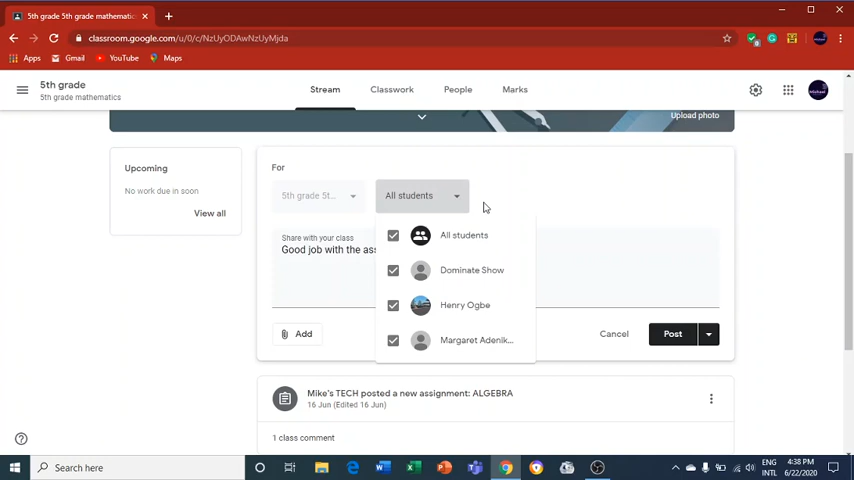 5th grade 5th grade mathematic
classroom.google.com/u/0/c/NzUyODAwNzUyMjda
Apps
Gmail
YouTube
Maps
5th grade
5th grade mathematics
Stream
Classwork
People
Marks
Upload photo
Upcoming
No work due in soon
View all
For
5th grade 5t...
All students
Share with your class
Good job with the ass
All students
Dominate Show
Henry Ogbe
Margaret Adenik...
Add
Cancel
Post
Mike's TECH posted a new assignment: ALGEBRA
16 Jun (Edited 16 Jun)
1 class comment
Search here
ENG
INTL
4:38 PM
6/22/2020